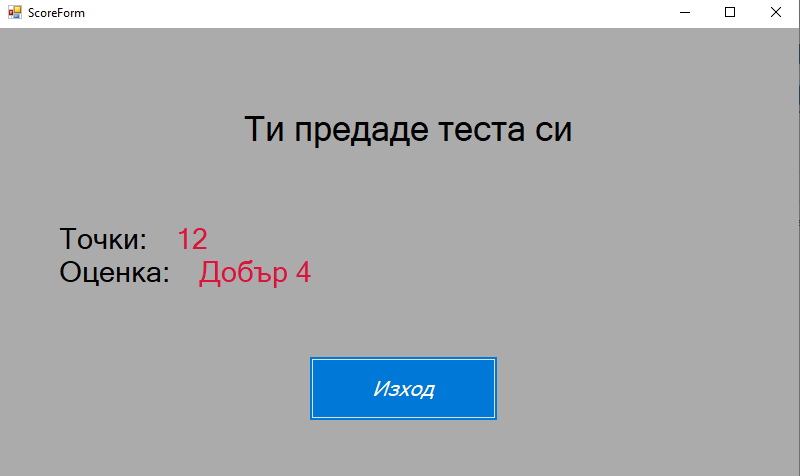 ScoreForm
Ти предаде теста си
Точки: 12
Оценка: Добър 4
Изход